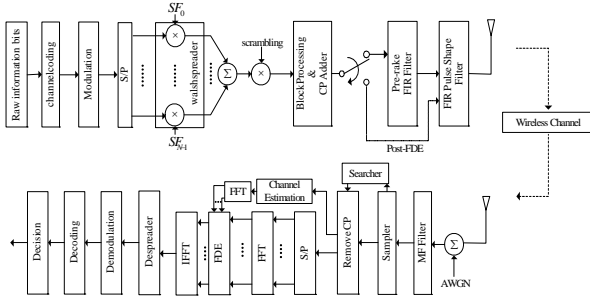 Raw information bits
channelcoding
Modulation
S/P
SF0
×
walshspreader
×
SFN-1
Σ
scrambling
×
BlockProcessing
&
CP Adder
Pre-rake
FIR Filter
FIR Pulse Shape
Filter
Post-FDE
Wireless Channel
Decision
Decoding
Demodulation
Despreader
IFFT
FDE
FFT
FFT
Channel
Estimation
S/P
Remove CP
Searcher
Sampler
MF Filter
Σ
AWGN